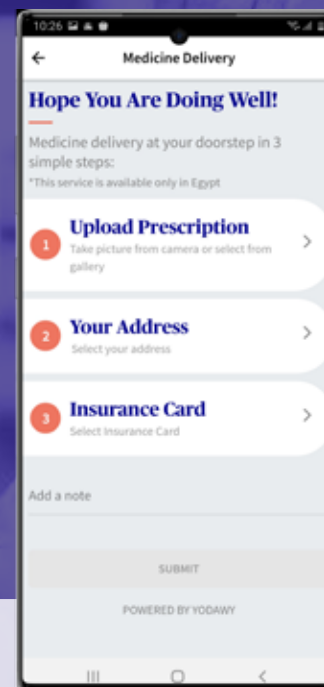 10:26
Medicine Delivery
Hope You Are Doing Well!
Medicine delivery at your doorstep in 3
simple steps:
*This service is available only in Egypt
1
Upload Prescription
Take picture from camera or select from
gallery
2
Your Address
Select your address
3
Insurance Card
Select Insurance Card
Add a note
SUBMIT
POWERED BY YODAWY